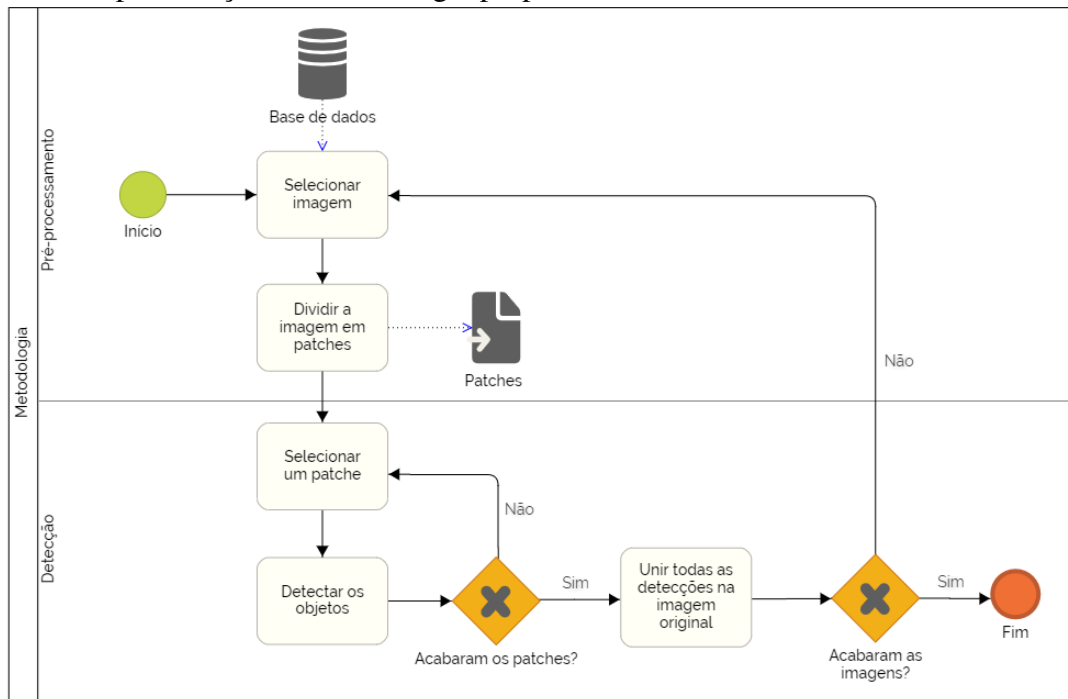 Metodologia
Pré-processamento
Base de dados
Início
Selecionar
imagem
Dividir a
imagem em
patches
Patches
Não
Detecção
Selecionar
um patche
Não
Detectar os
objetos
Acabaram os patches?
Sim
Unir todas as
detecções na
imagem
original
Acabaram as
imagens?
Sim
Fim